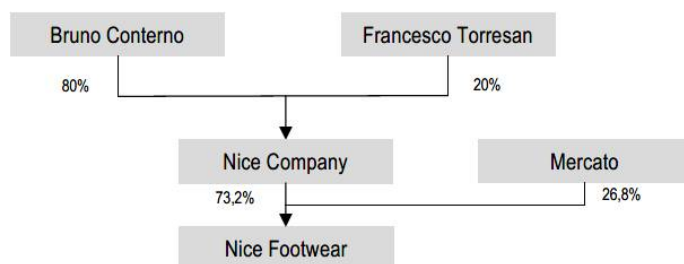 Bruno Conterno
Francesco Torresan
80%
20%
Nice Company
Mercato
73,2%
26,8%
Nice Footwear